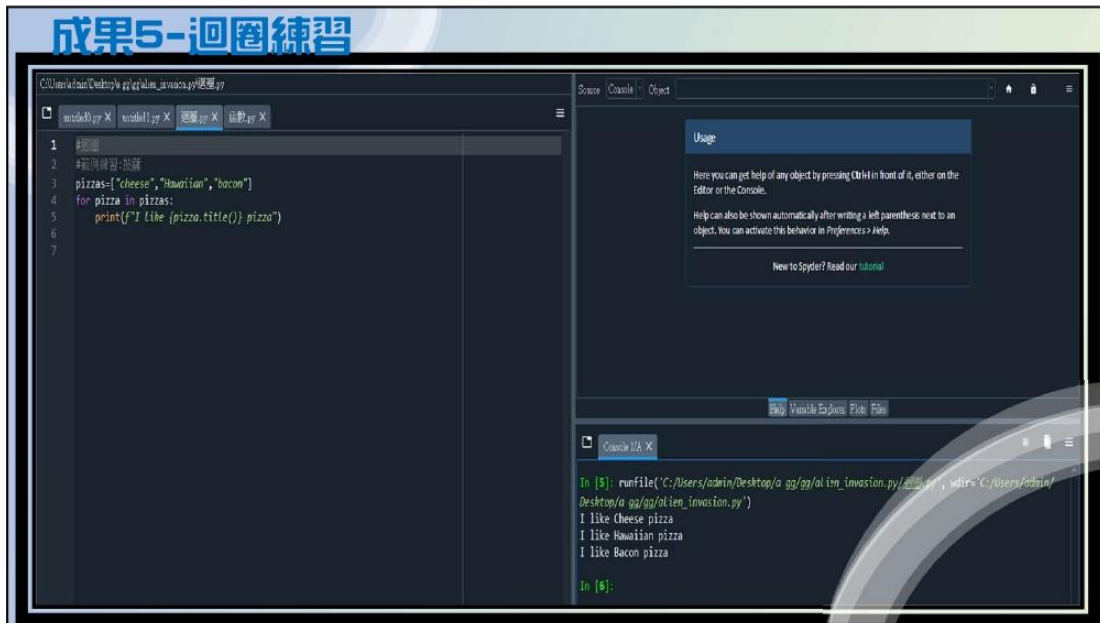 成果5-迴圈練習
C:\Users\admin\Desktop\a gg\gg\alien_invasion.py\迴圈.py
untitled0.py X untitled1.py X 迴圈.py X 函數.py X
1 #迴圈
2 #範例練習:披薩
3 pizzas=["cheese","Hawaiian","bacon"]
4 for pizza in pizzas:
5 print(f"I like {pizza.title()} pizza")
6
7
Source Console Object
Usage
Here you can get help of any object by pressing Ctrl+I in front of it, either on the
Editor or the Console.
Help can also be shown automatically after writing a left parenthesis next to an
object. You can activate this behavior in Preferences > Help.
New to Spyder? Read our tutorial
Help Variable Explorer Plots Files
Console 1/A X
In [5]: runfile('C:/Users/admin/Desktop/a gg/gg/alien_invasion.py/迴圈.py', wdir='C:/Users/admin/
Desktop/a gg/gg/alien_invasion.py')
I like Cheese pizza
I like Hawaiian pizza
I like Bacon pizza
In [6]: